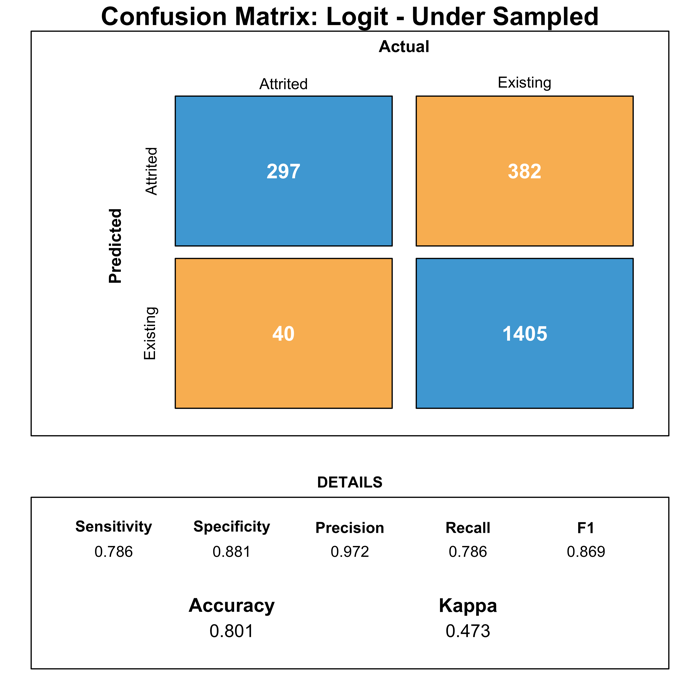 Confusion Matrix: Logit - Under Sampled
Actual
Attrited Existing
Predicted
Attrited
297 382
Existing
40 1405
DETAILS
Sensitivity Specificity Precision Recall F1
0.786 0.881 0.972 0.786 0.869
Accuracy Kappa
0.801 0.473